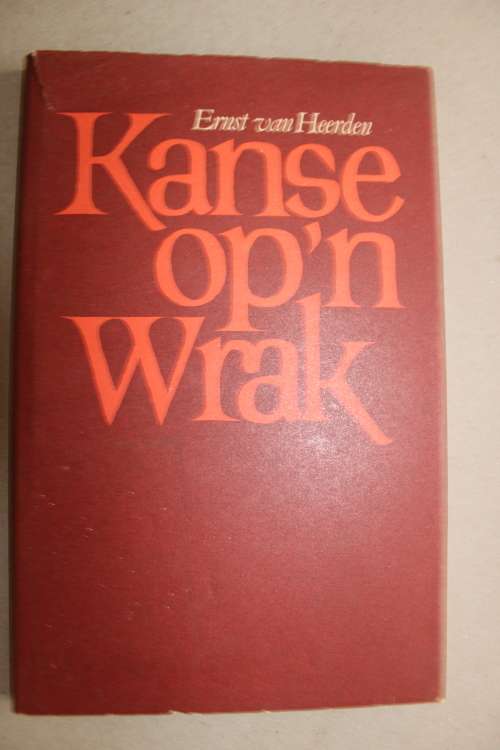 Ernst van Heerden
Kanse
op 'n
Wrak